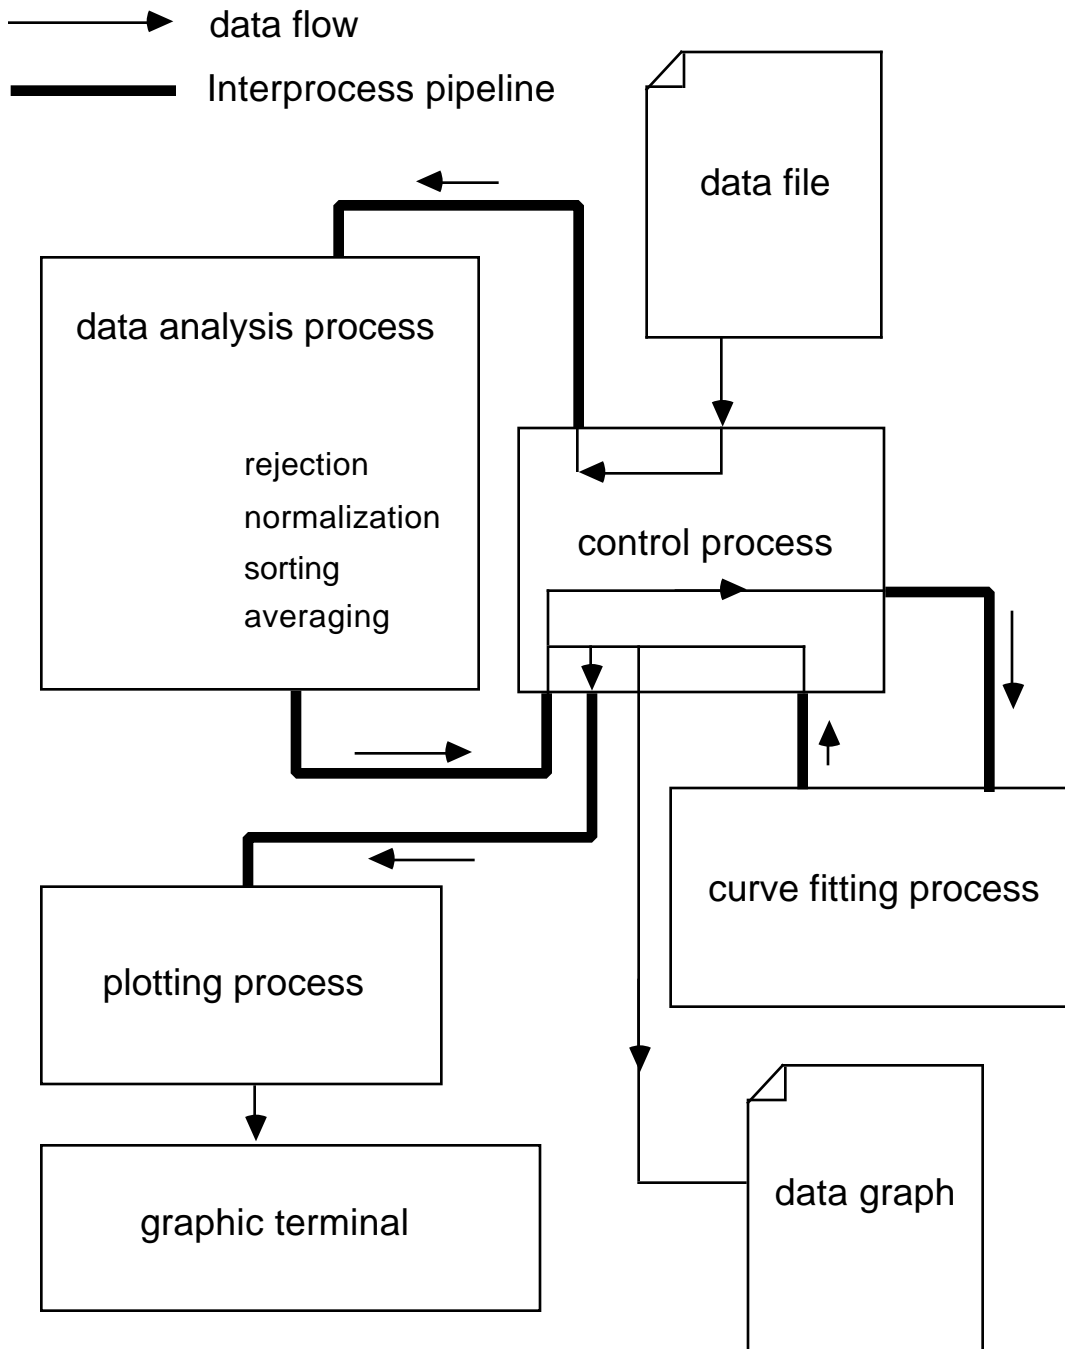 data flow
Interprocess pipeline
data file
data analysis process
rejection
normalization
sorting
averaging
control process
curve fitting process
plotting process
data graph
graphic terminal